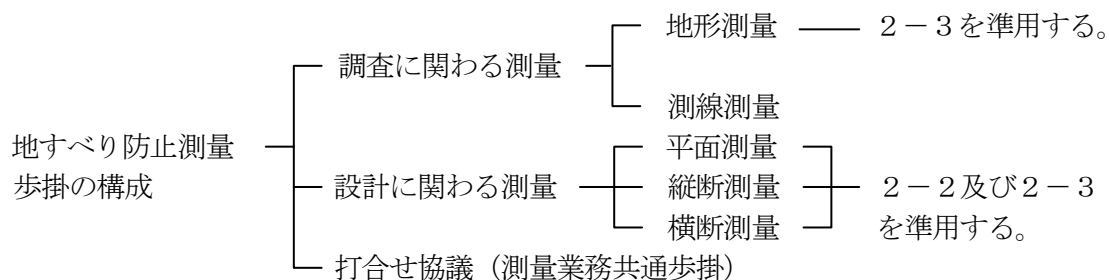 地形測量
２－３を準用する。
調査に関わる測量
測線測量
地すべり防止測量
歩掛の構成
平面測量
設計に関わる測量
縦断測量
２－２及び２－３
横断測量
を準用する。
打合せ協議（測量業務共通歩掛）